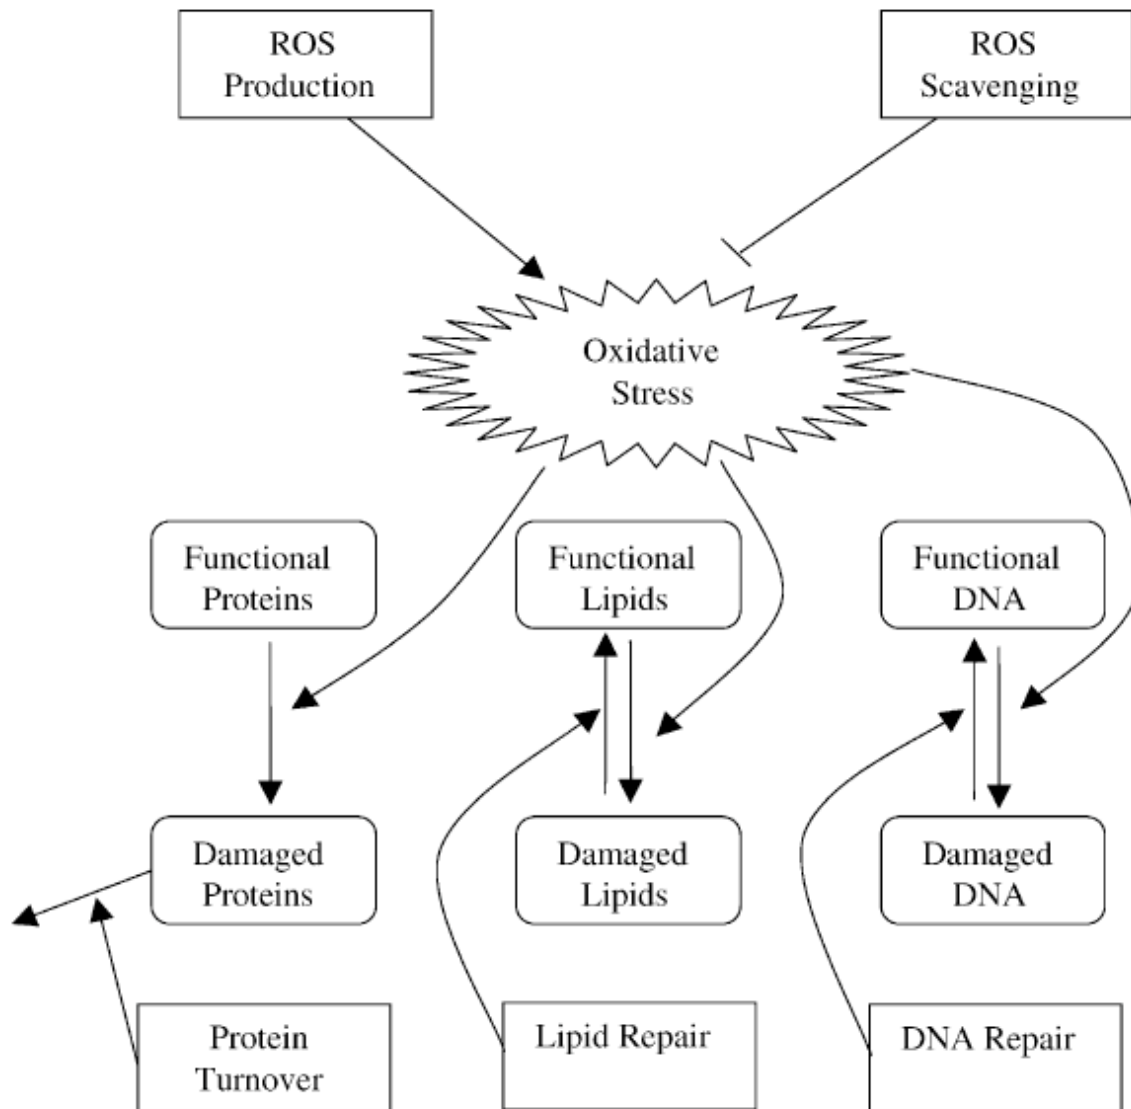 ROS
Production
ROS
Scavenging
Oxidative
Stress
Functional
Proteins
Functional
Lipids
Functional
DNA
Damaged
Proteins
Damaged
Lipids
Damaged
DNA
Protein
Turnover
Lipid Repair
DNA Repair